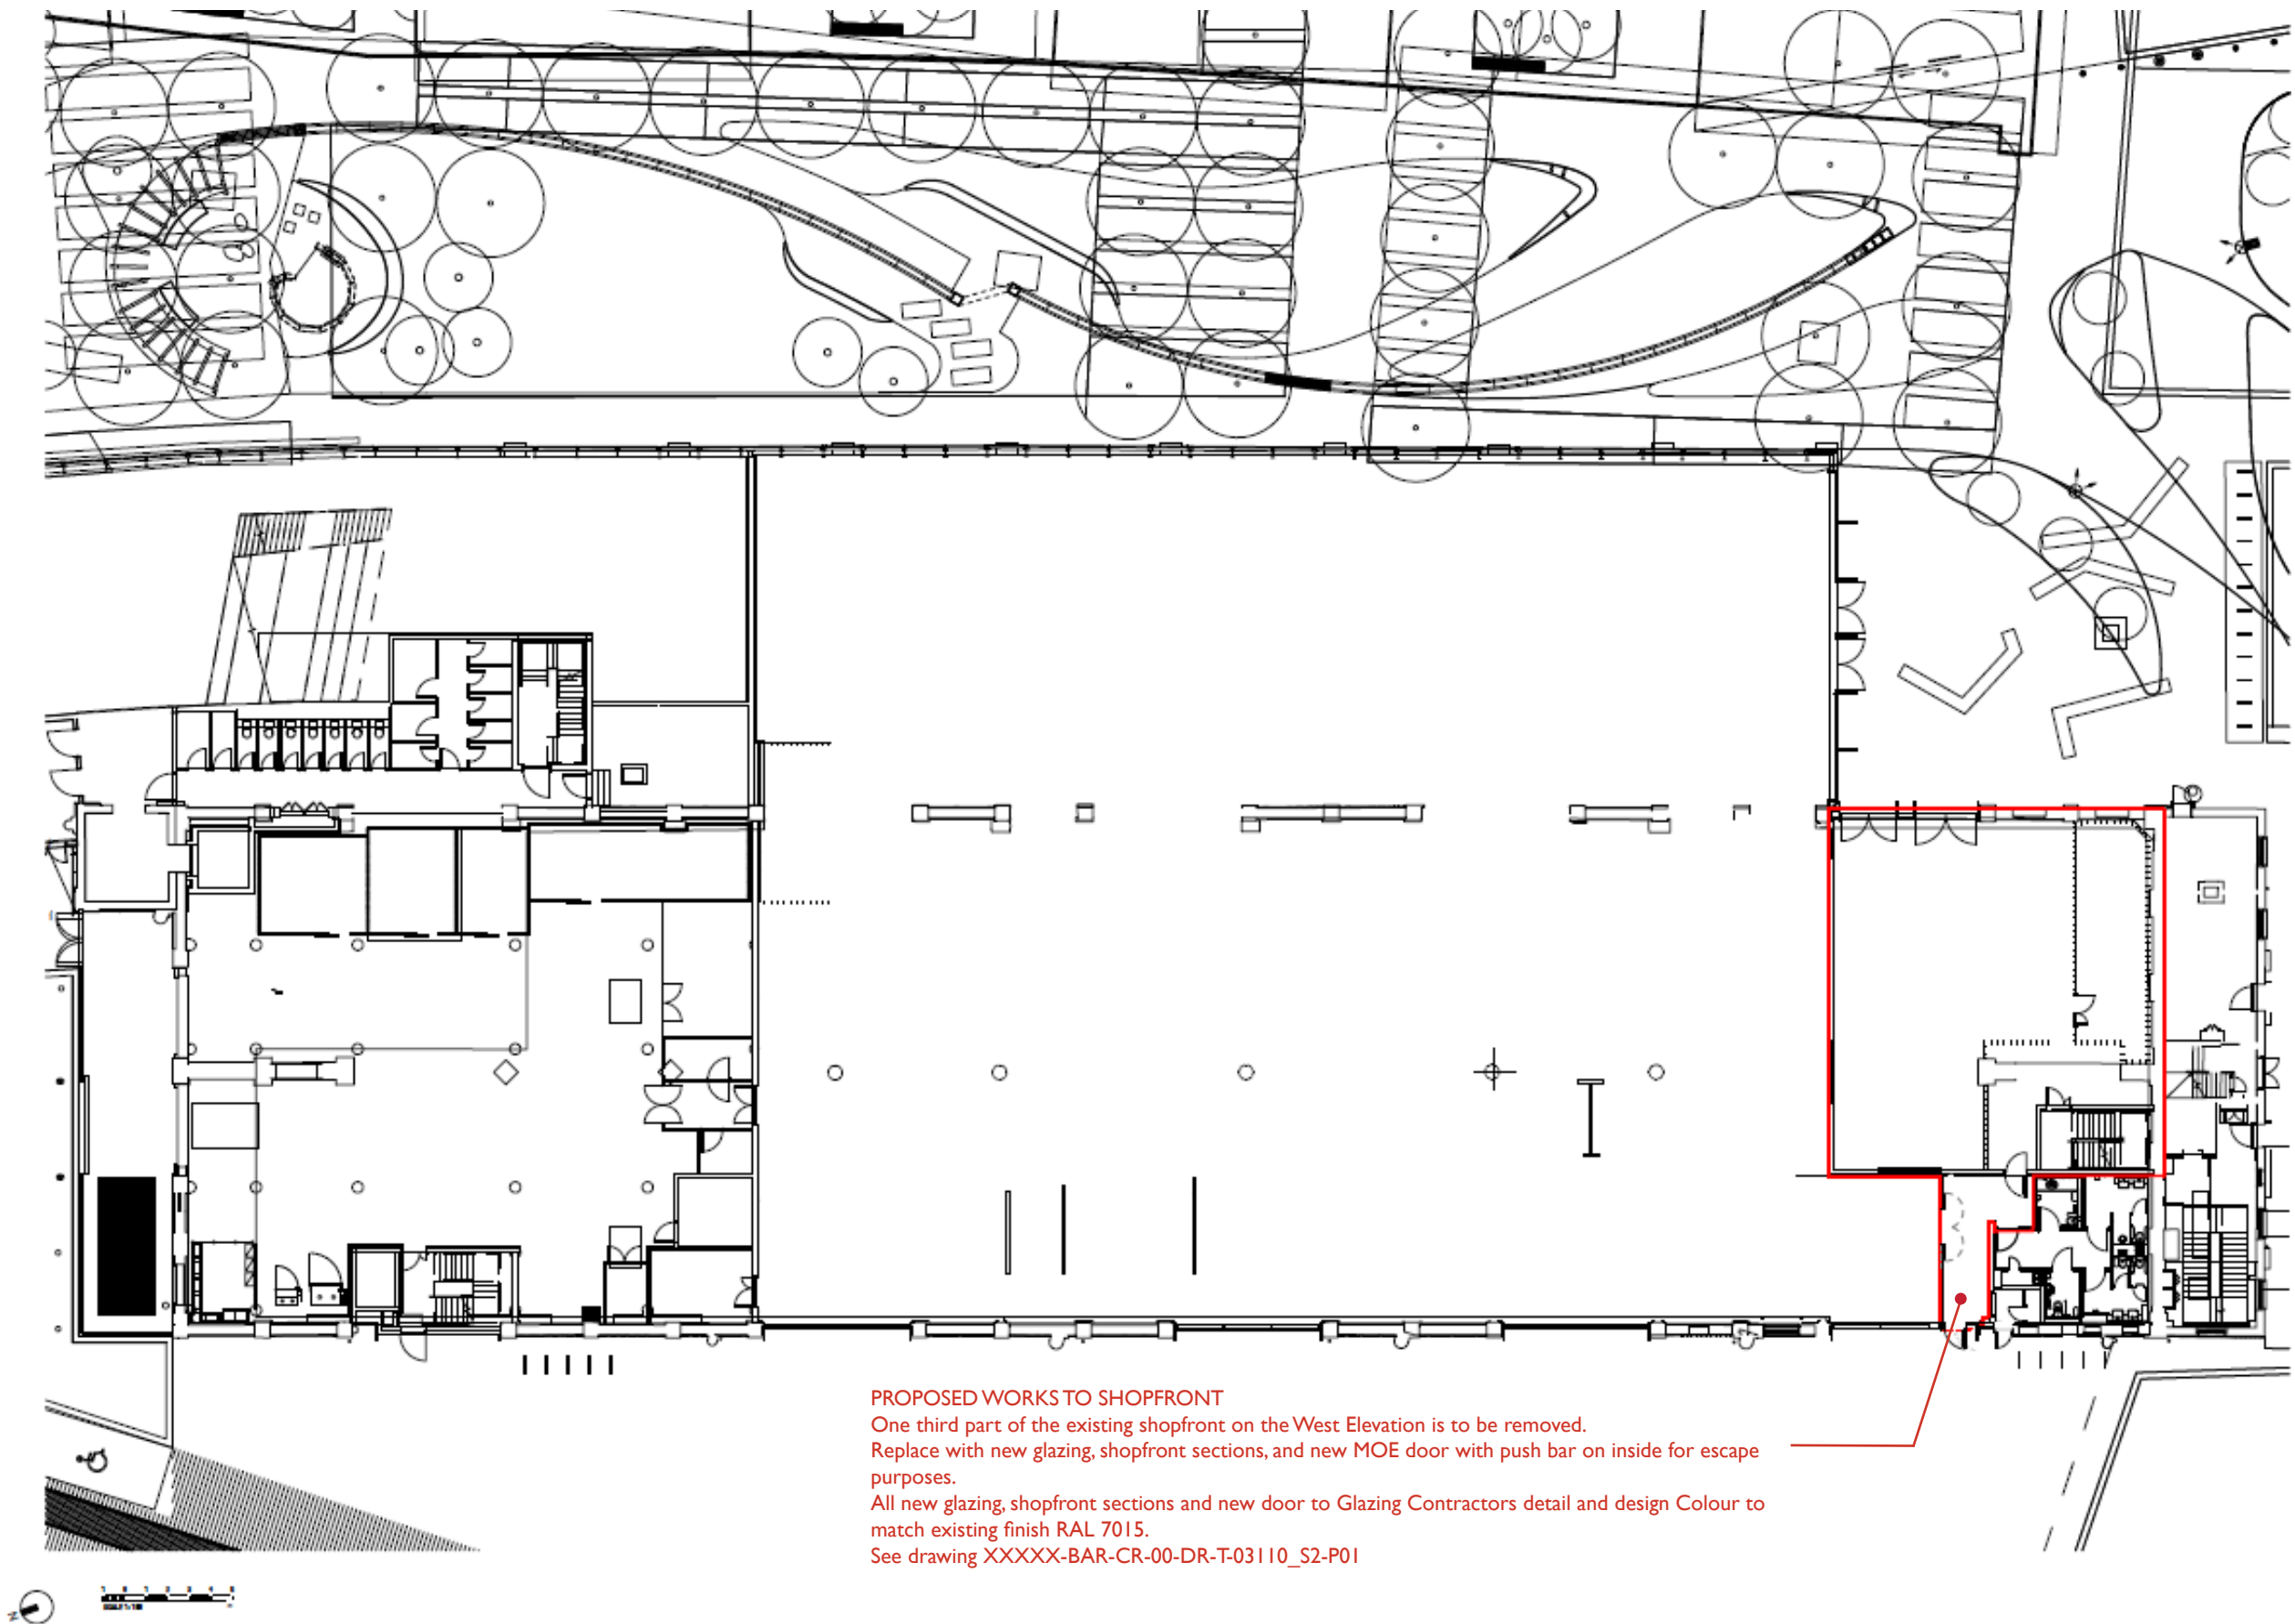 PROPOSED WORKS TO SHOPFRONT
One third part of the existing shopfront on the West Elevation is to be removed.
Replace with new glazing, shopfront sections, and new MOE door with push bar on inside for escape
purposes.
All new glazing, shopfront sections and new door to Glazing Contractors detail and design Colour to
match existing finish RAL 7015.
See drawing XXXXX-BAR-CR-00-DR-T-03110_S2-P01
N